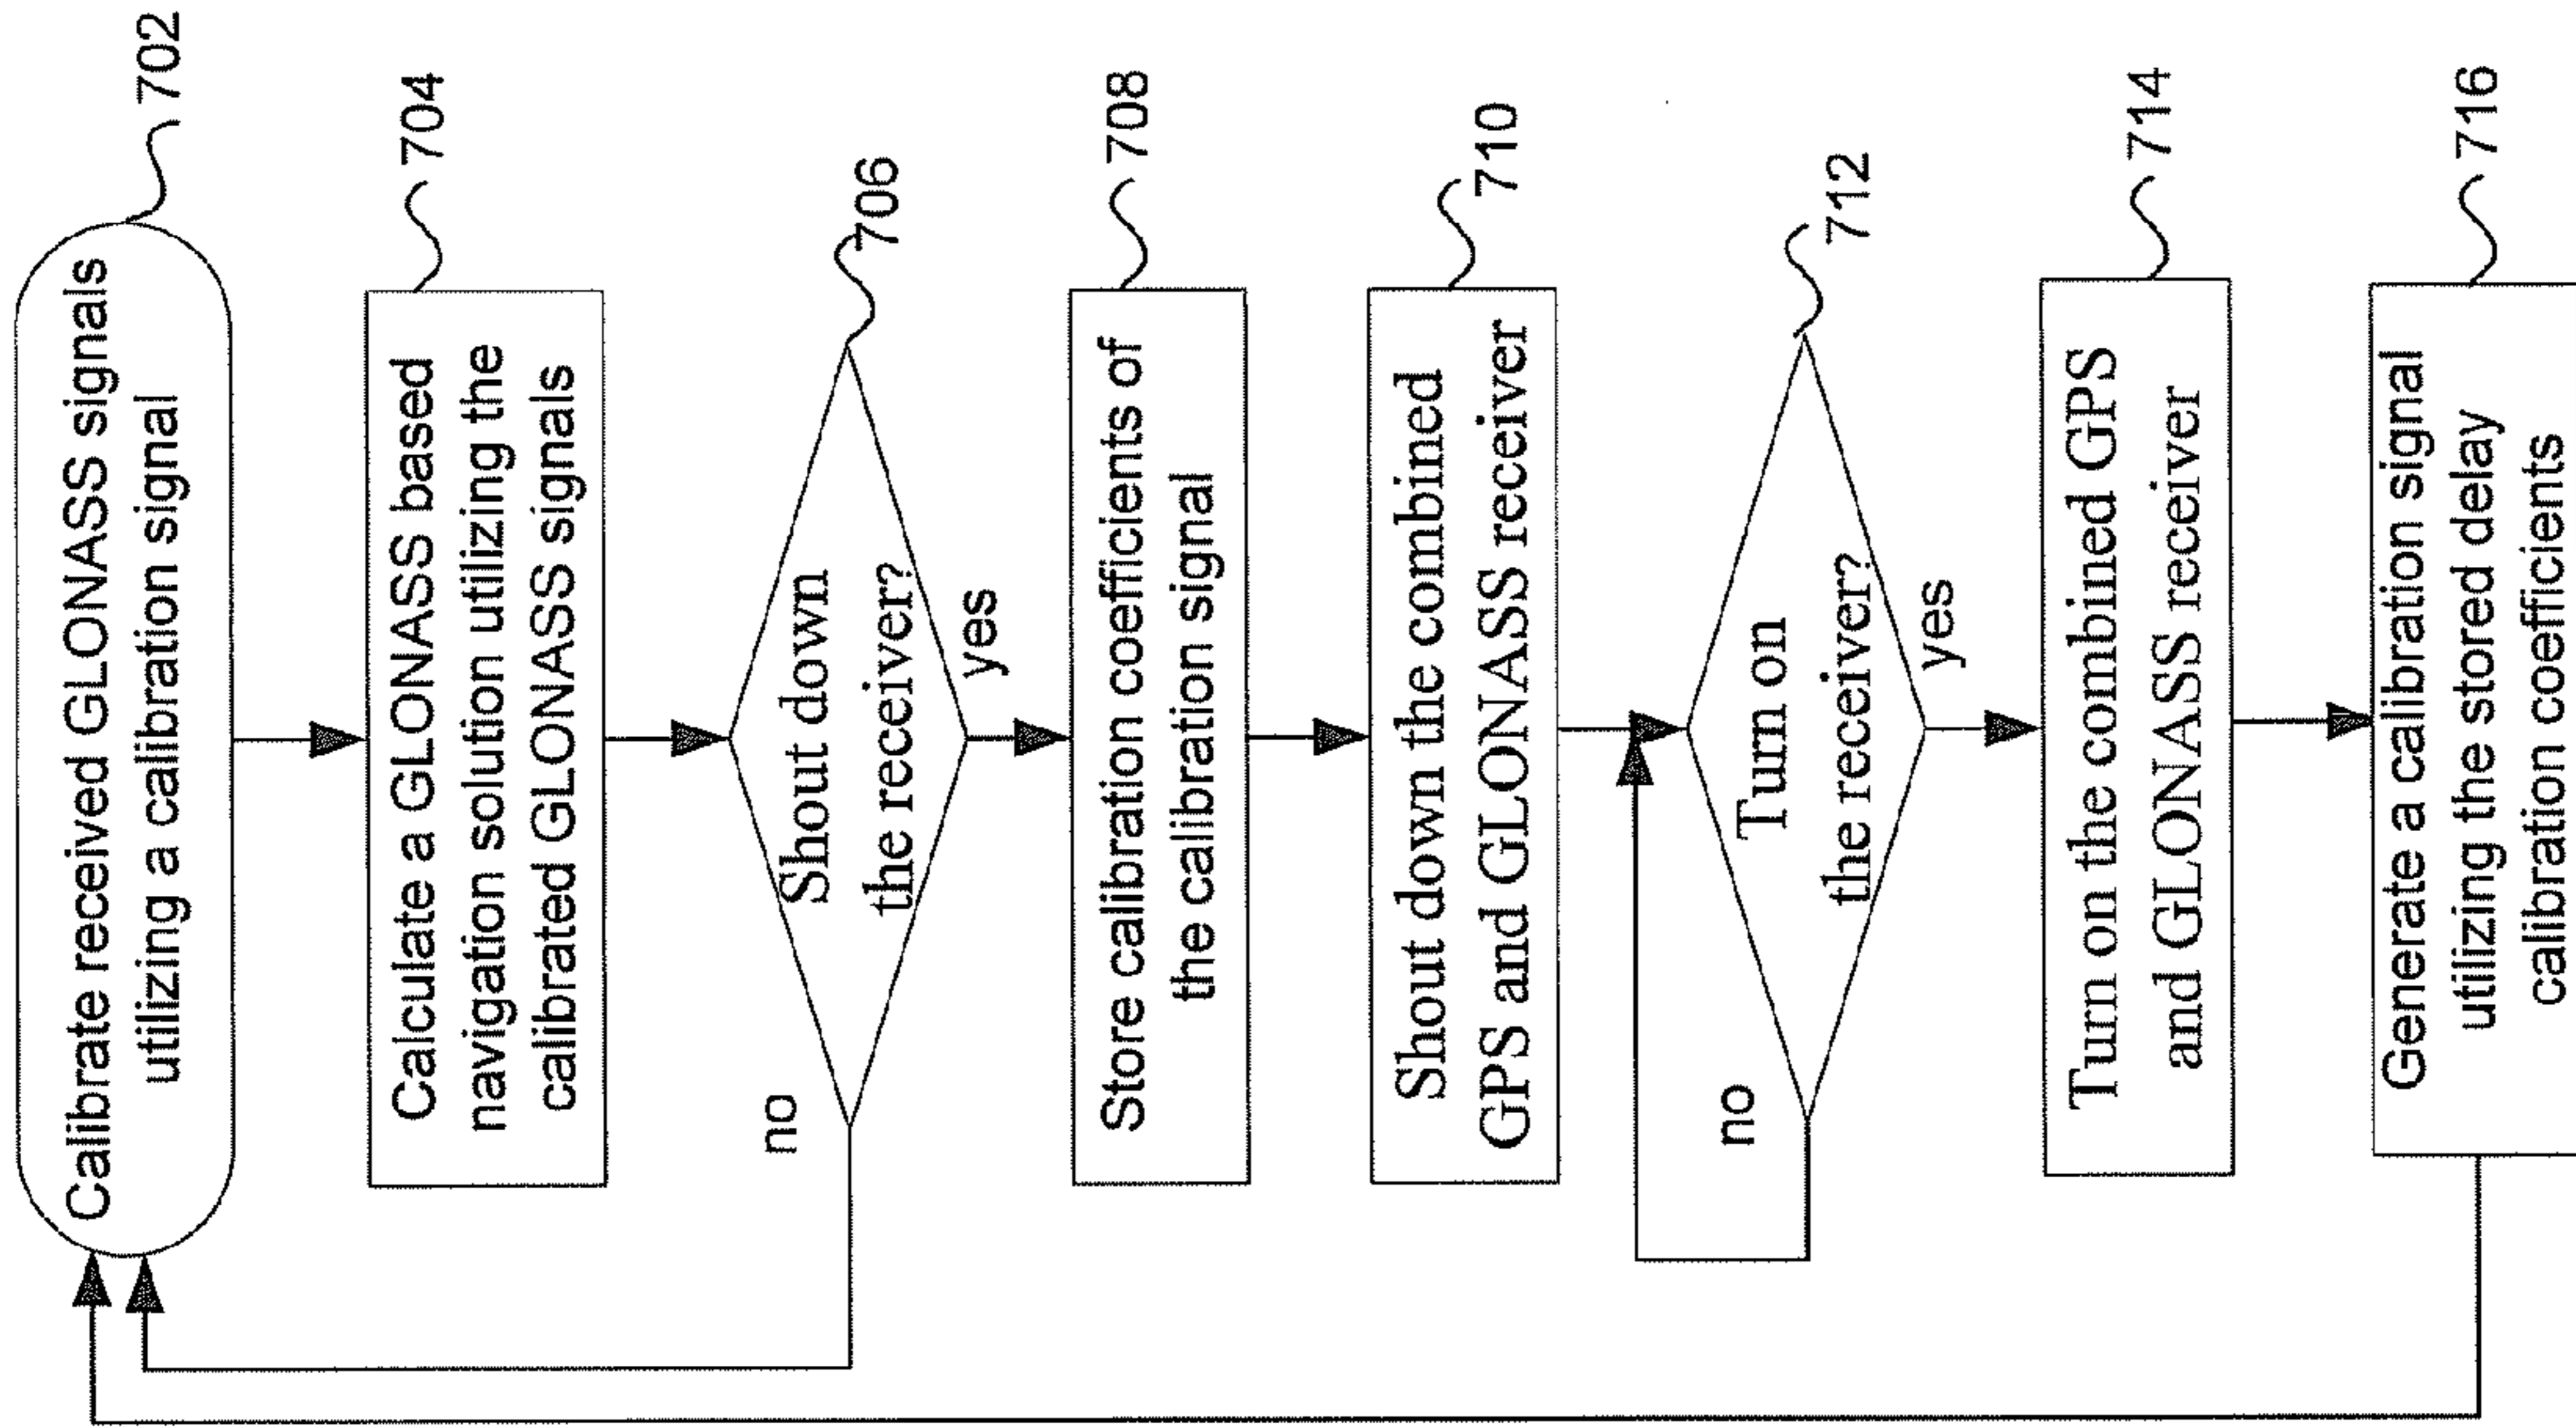 Calibrate received GLONASS signals
utilizing a calibration signal
702
Calculate a GLONASS based
navigation solution utilizing the
calibrated GLONASS signals
704
Shout down
the receiver?
706
no
yes
Store calibration coefficients of
the calibration signal
708
Shout down the combined
GPS and GLONASS receiver
710
Turn on
the receiver?
712
no
yes
Turn on the combined GPS
and GLONASS receiver
714
Generate a calibration signal
utilizing the stored delay
calibration coefficients
716